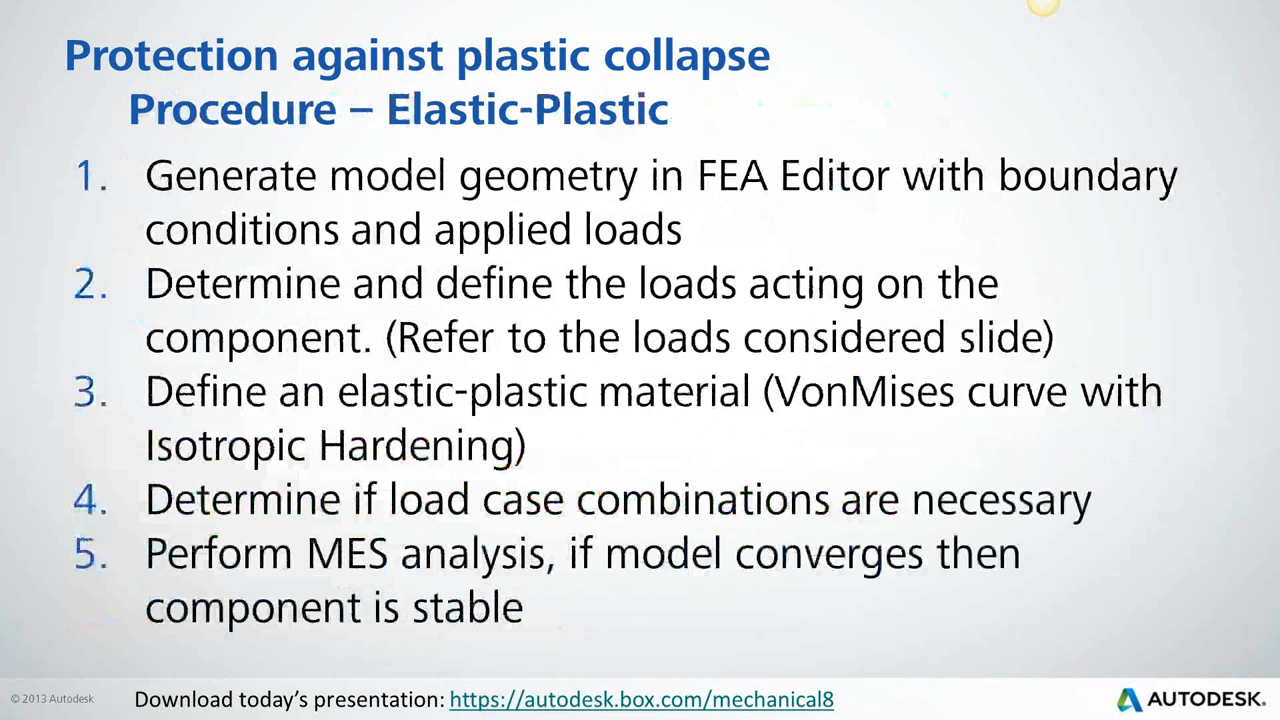 Protection against plastic collapse
Procedure – Elastic-Plastic
1. Generate model geometry in FEA Editor with boundary
conditions and applied loads
2. Determine and define the loads acting on the
component. (Refer to the loads considered slide)
3. Define an elastic-plastic material (VonMises curve with
Isotropic Hardening)
4. Determine if load case combinations are necessary
5. Perform MES analysis, if model converges then
component is stable
© 2013 Autodesk
Download today's presentation: https://autodesk.box.com/mechanical8
AUTODESK.